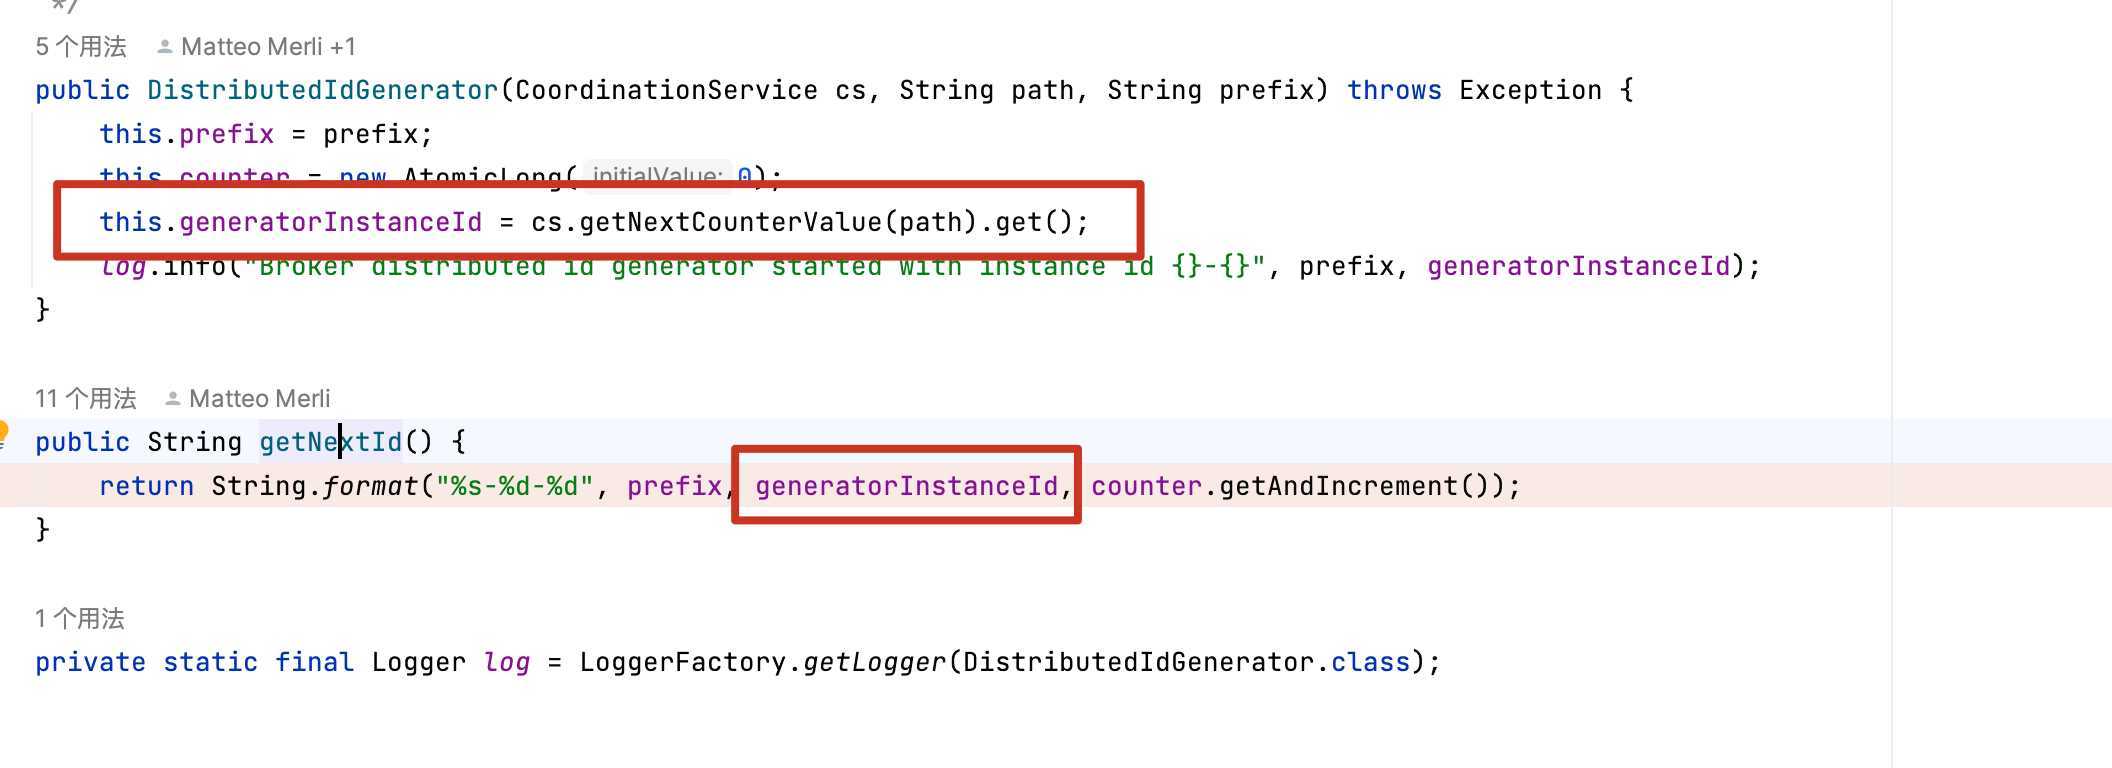 */
5 个用法 Matteo Merli +1
public DistributedIdGenerator(CoordinationService cs, String path, String prefix) throws Exception {
this.prefix = prefix;
this.counter = new AtomicLong( initialValue: 0);
this.generatorInstanceId = cs.getNextCounterValue(path).get();
log.info("Broker distributed id generator started with instance id {}-{}", prefix, generatorInstanceId);
}
11 个用法 Matteo Merli
public String getNextId() {
return String.format("%s-%d-%d", prefix, generatorInstanceId, counter.getAndIncrement());
}
1 个用法
private static final Logger log = LoggerFactory.getLogger(DistributedIdGenerator.class);